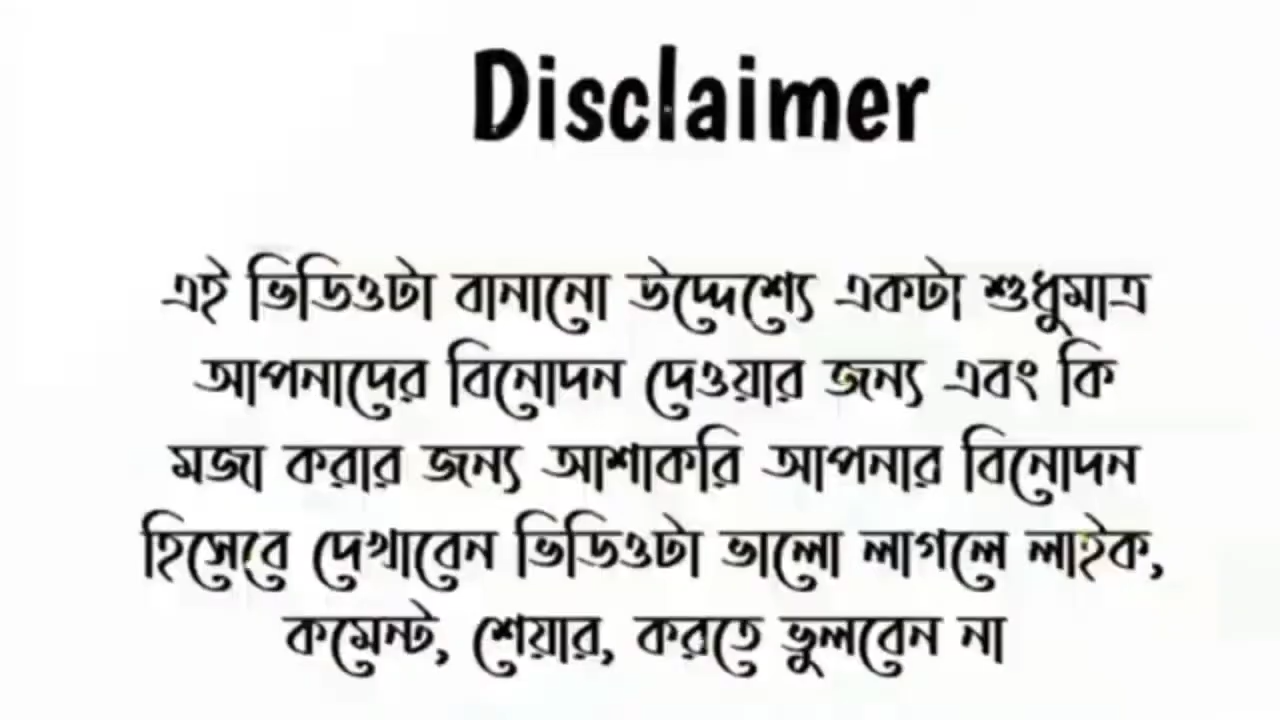 Disclaimer
এই ভিডিওটা বানানো উদ্দেশ্যে একটা শুধুমাত্র
আপনাদের বিনোদন দেওয়ার জন্য এবং কি
মজা করার জন্য আশাকরি আপনার বিনোদন
হিসেবে দেখাবেন ভিডিওটা ভালো লাগলে লাইক,
কমেন্ট, শেয়ার, করতে ভুলবেন না